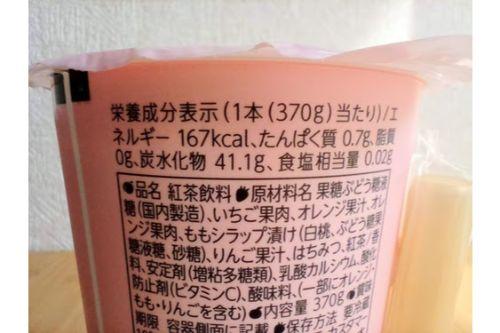 栄養成分表示(1本(370g)当たり)/エ
ネルギー 167kcal、たんぱく質 0.7g、脂質
0g、炭水化物 41.1g、食塩相当量 0.02g
●品名 紅茶飲料 ●原材料名 果糖ぶどう糖液
糖(国内製造)、いちご果肉、オレンジ果汁、オレ
ンジ果肉、ももシラップ漬け(白桃、ぶどう糖果
糖液糖、砂糖)、りんご果汁、はちみつ、紅茶/香
料、安定剤(増粘多糖類)、乳酸カルシウム、酸化
防止剤(ビタミンC)、酸味料、(一部にオレンジ・
もも・りんごを含む) ●内容量 370g ●賞味
期限 容器側面に記載 ●保存方法 要冷蔵